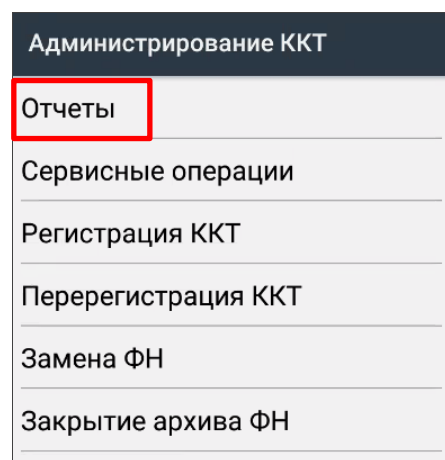 Администрирование ККТ
Отчеты
Сервисные операции
Регистрация ККТ
Перерегистрация ККТ
Замена ФН
Закрытие архива ФН